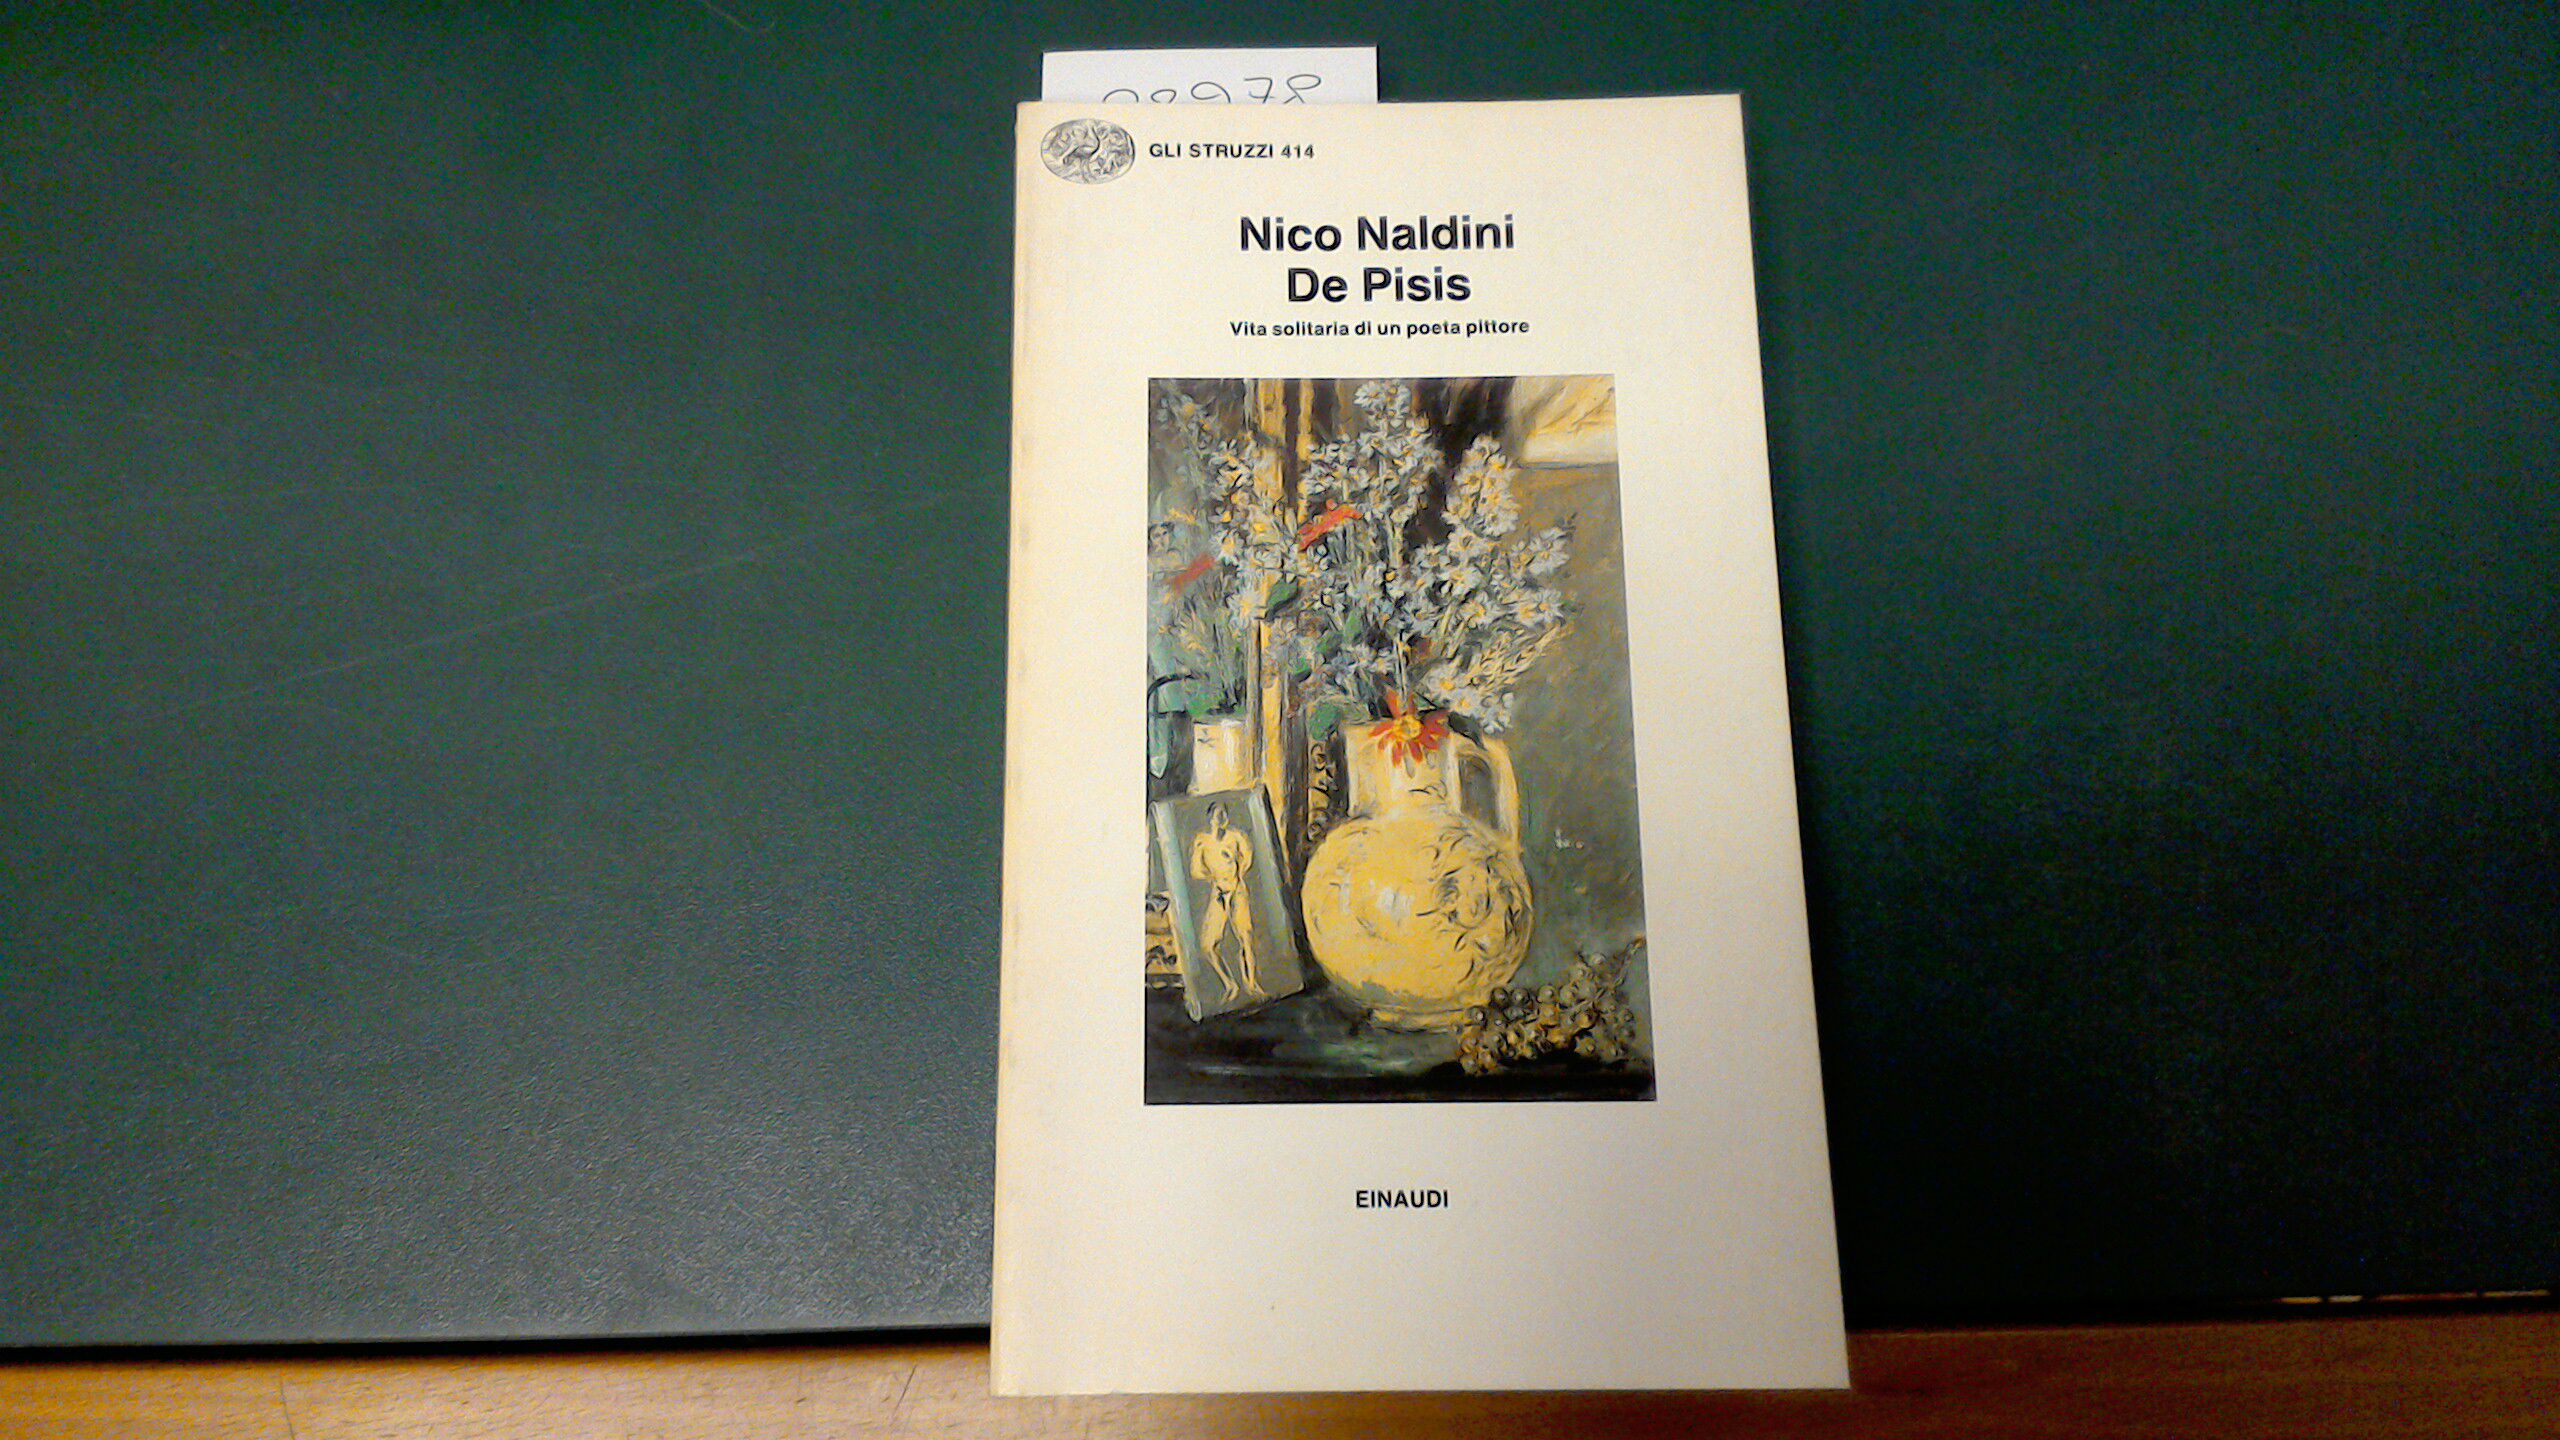 GLI STRUZZI 414
Nico Naldini
De Pisis
Vita solitaria di un poeta pittore
EINAUDI